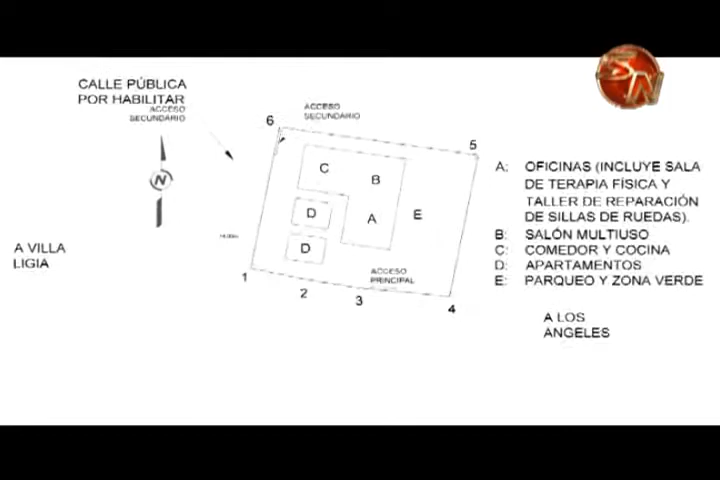 SN
CALLE PÚBLICA
POR HABILITAR
ACCESO
SECUNDARIO
ACCESO
SECUNDARIO
6
5
C
B
D
A
E
D
N
A VILLA
LIGIA
ACCESO
PRINCIPAL
1
2
3
4
A: OFICINAS (INCLUYE SALA
DE TERAPIA FÍSICA Y
TALLER DE REPARACIÓN
DE SILLAS DE RUEDAS).
B: SALÓN MULTIUSO
C: COMEDOR Y COCINA
D: APARTAMENTOS
E: PARQUEO Y ZONA VERDE
A LOS
ANGELES